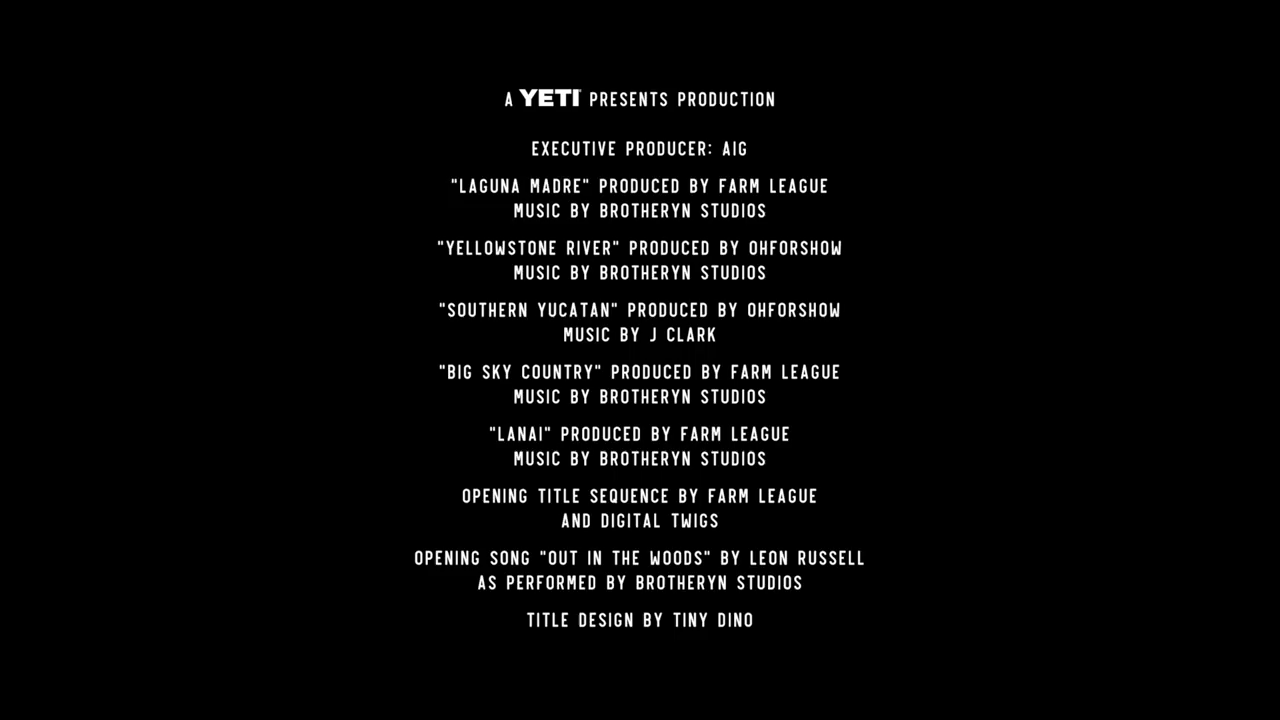 A YETI PRESENTS PRODUCTION
EXECUTIVE PRODUCER: AIG
"LAGUNA MADRE" PRODUCED BY FARM LEAGUE
MUSIC BY BROTHERYN STUDIOS
"YELLOWSTONE RIVER" PRODUCED BY OHFORSHOW
MUSIC BY BROTHERYN STUDIOS
"SOUTHERN YUCATAN" PRODUCED BY OHFORSHOW
MUSIC BY J CLARK
"BIG SKY COUNTRY" PRODUCED BY FARM LEAGUE
MUSIC BY BROTHERYN STUDIOS
"LANAI" PRODUCED BY FARM LEAGUE
MUSIC BY BROTHERYN STUDIOS
OPENING TITLE SEQUENCE BY FARM LEAGUE
AND DIGITAL TWIGS
OPENING SONG "OUT IN THE WOODS" BY LEON RUSSELL
AS PERFORMED BY BROTHERYN STUDIOS
TITLE DESIGN BY TINY DINO